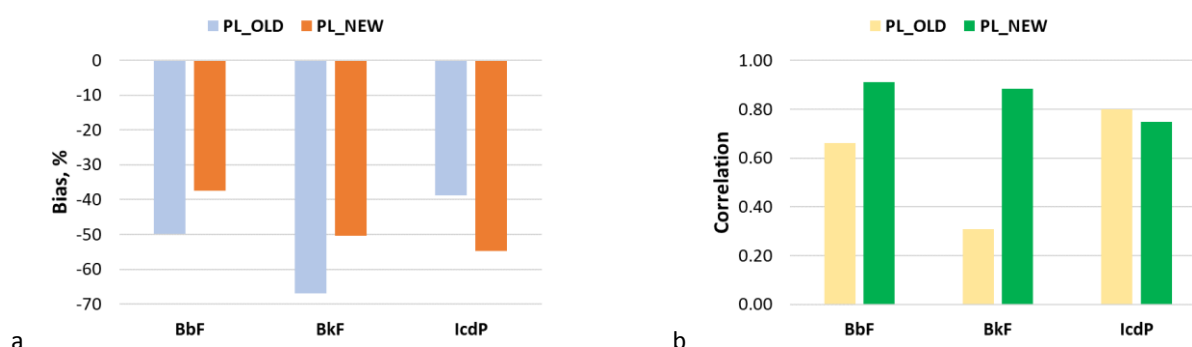 PL_OLD PL_NEW
0
-10
-20
-30
-40
-50
-60
-70
Bias, %
BbF BkF IcdP
a
PL_OLD PL_NEW
1.00
0.80
0.60
0.40
0.20
0.00
Correlation
BbF BkF IcdP
b